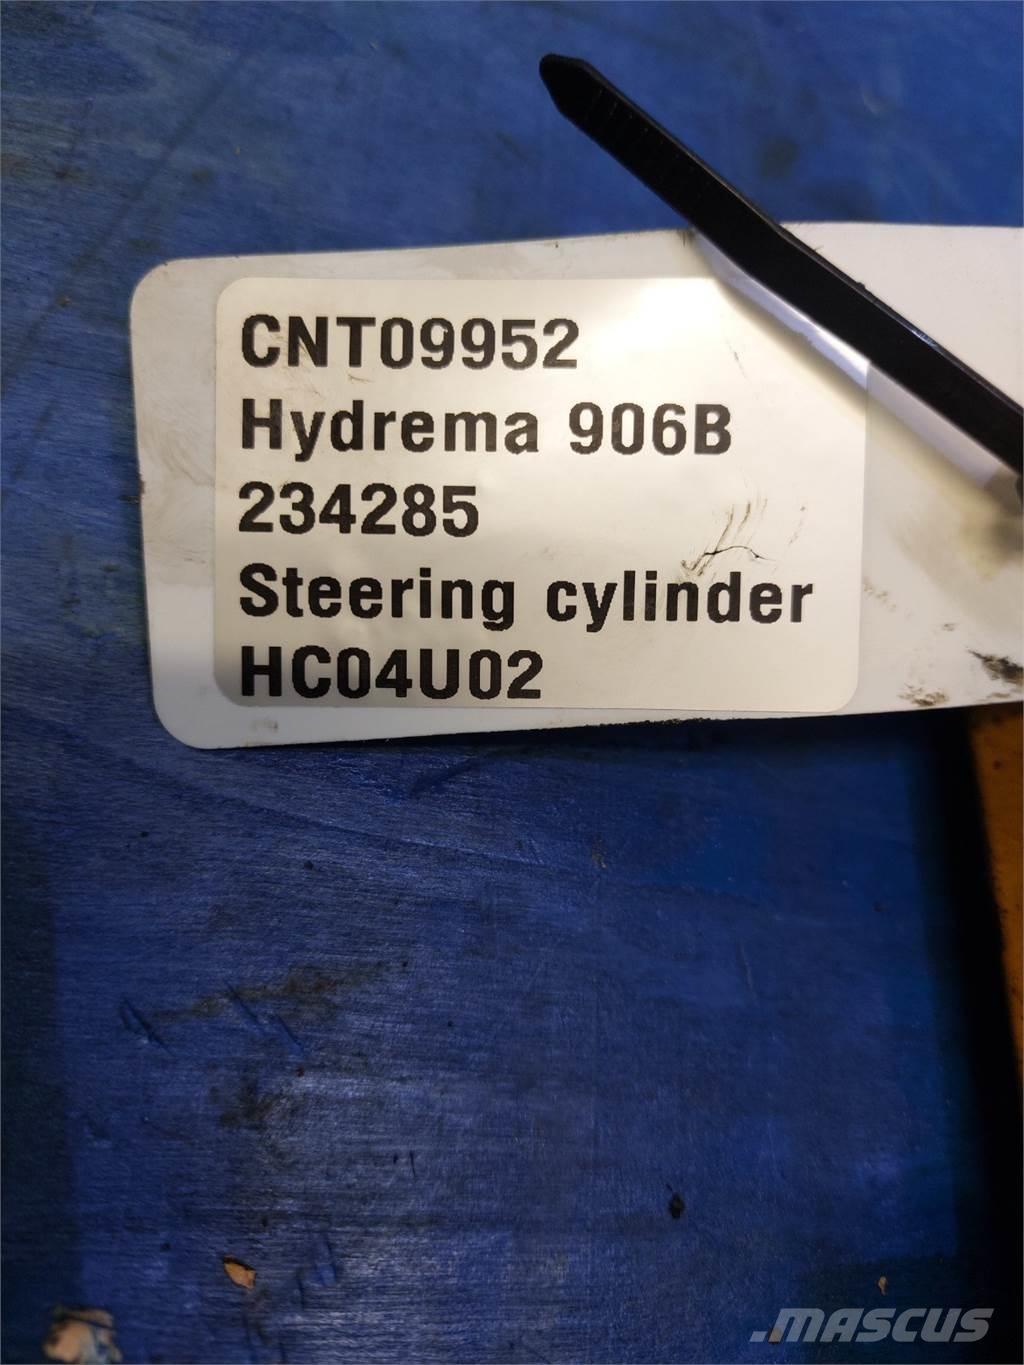 CNT09952
Hydrema 906B
234285
Steering cylinder
HC04U02
.MASCUS